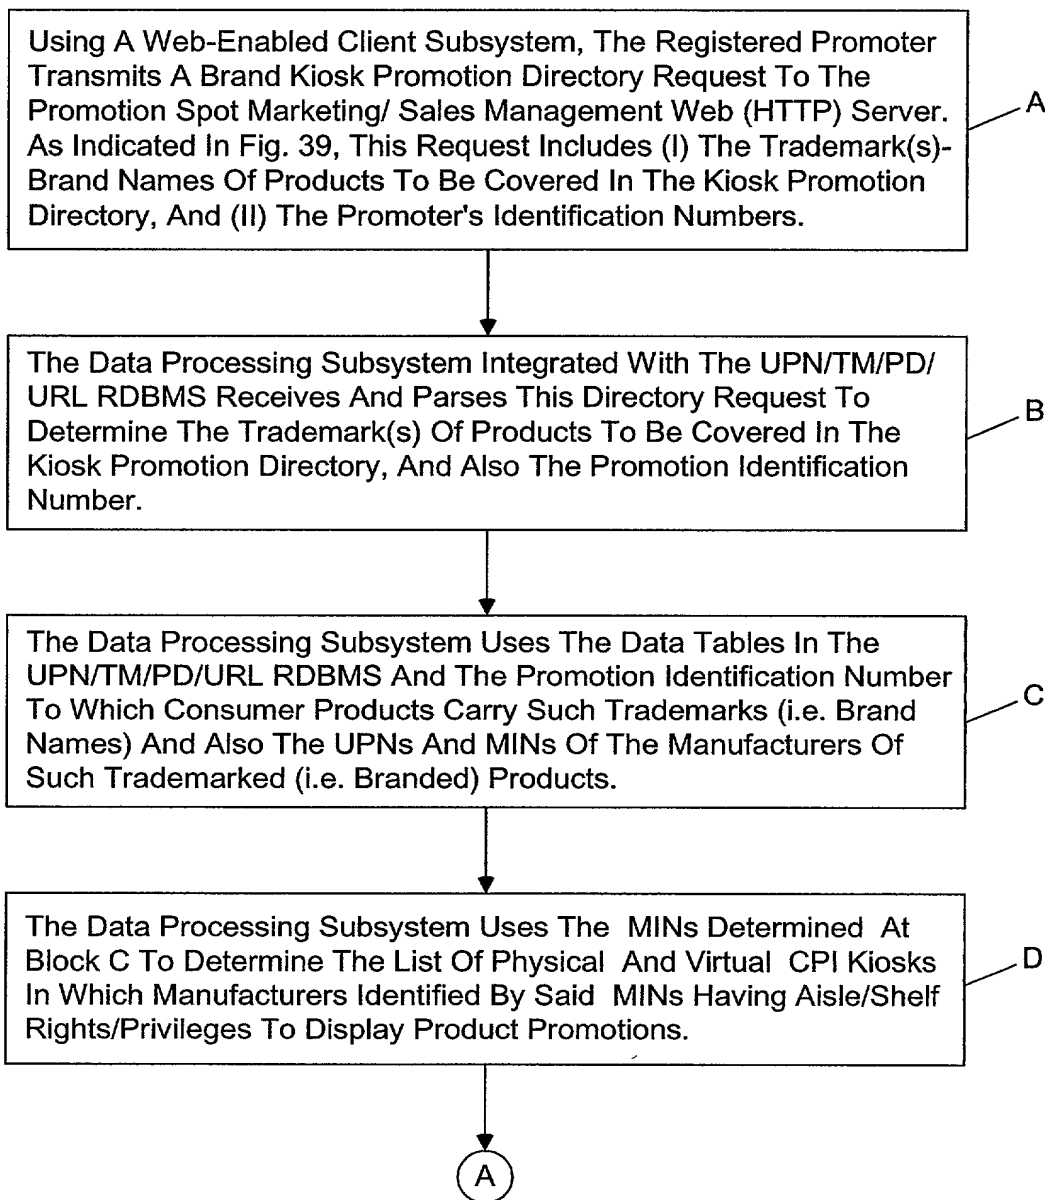 Using A Web-Enabled Client Subsystem, The Registered Promoter
Transmits A Brand Kiosk Promotion Directory Request To The
Promotion Spot Marketing/ Sales Management Web (HTTP) Server.
As Indicated In Fig. 39, This Request Includes (I) The Trademark(s)-
Brand Names Of Products To Be Covered In The Kiosk Promotion
Directory, And (II) The Promoter's Identification Numbers.
A
The Data Processing Subsystem Integrated With The UPN/TM/PD/
URL RDBMS Receives And Parses This Directory Request To
Determine The Trademark(s) Of Products To Be Covered In The
Kiosk Promotion Directory, And Also The Promotion Identification
Number.
B
The Data Processing Subsystem Uses The Data Tables In The
UPN/TM/PD/URL RDBMS And The Promotion Identification Number
To Which Consumer Products Carry Such Trademarks (i.e. Brand
Names) And Also The UPNs And MINs Of The Manufacturers Of
Such Trademarked (i.e. Branded) Products.
C
The Data Processing Subsystem Uses The MINs Determined At
Block C To Determine The List Of Physical And Virtual CPI Kiosks
In Which Manufacturers Identified By Said MINs Having Aisle/Shelf
Rights/Privileges To Display Product Promotions.
D
A